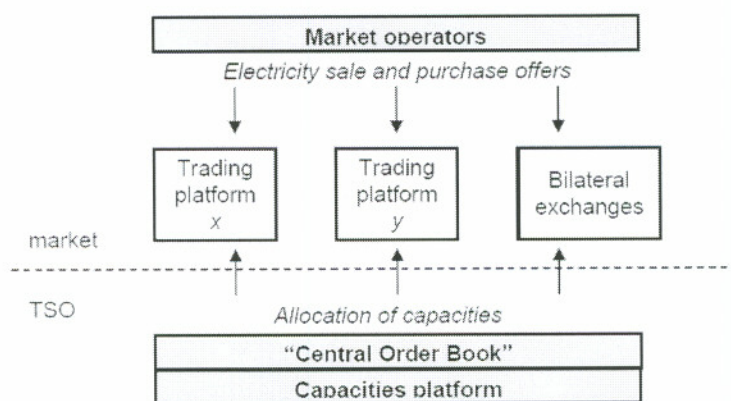 Market operators
Electricity sale and purchase offers
Trading
platform
x
Trading
platform
y
Bilateral
exchanges
market
TSO
Allocation of capacities
“Central Order Book”
Capacities platform